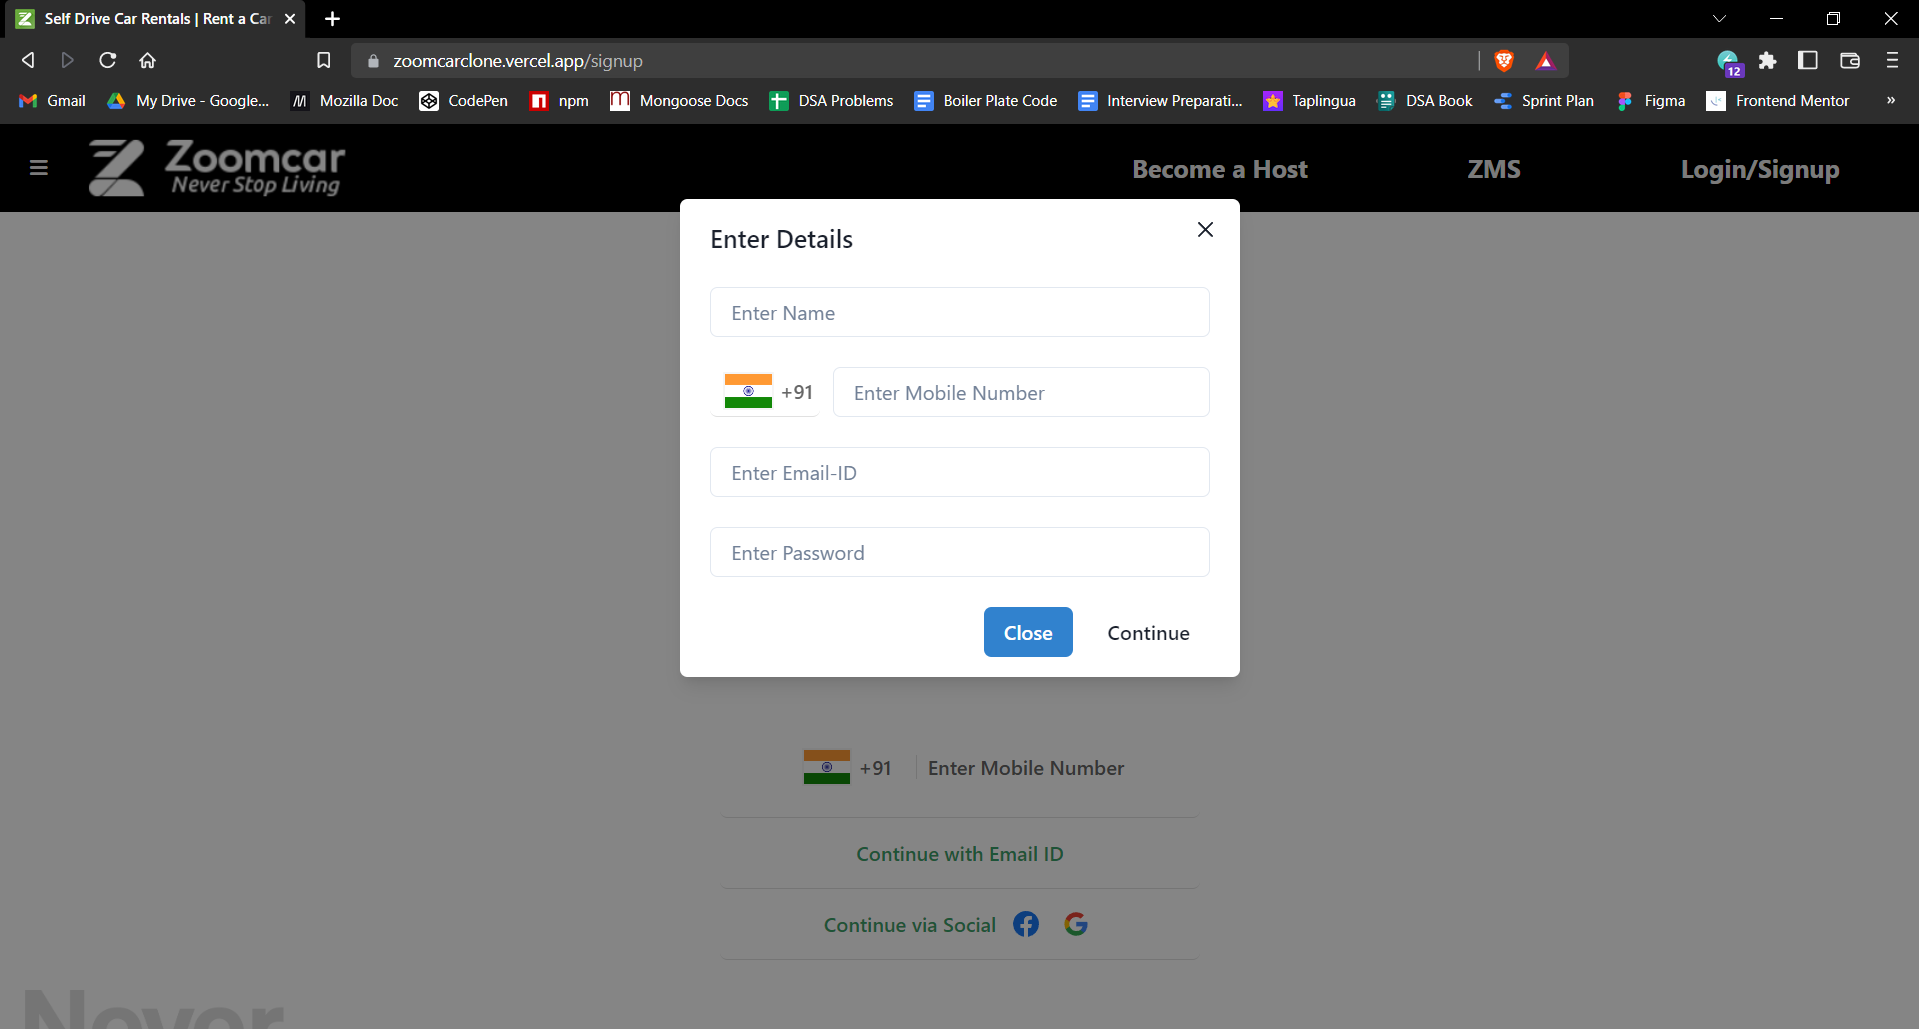 Self Drive Car Rentals | Rent a Car
zoomcarclone.vercel.app/signup
12
Gmail My Drive - Google... Mozilla Doc CodePen npm Mongoose Docs DSA Problems Boiler Plate Code Interview Preparati... Taplingua DSA Book Sprint Plan Figma Frontend Mentor »
Zoomcar
Never Stop Living
Become a Host ZMS Login/Signup
Enter Details
Enter Name
+91 Enter Mobile Number
Enter Email-ID
Enter Password
Close Continue
+91 Enter Mobile Number
Continue with Email ID
Continue via Social
Never